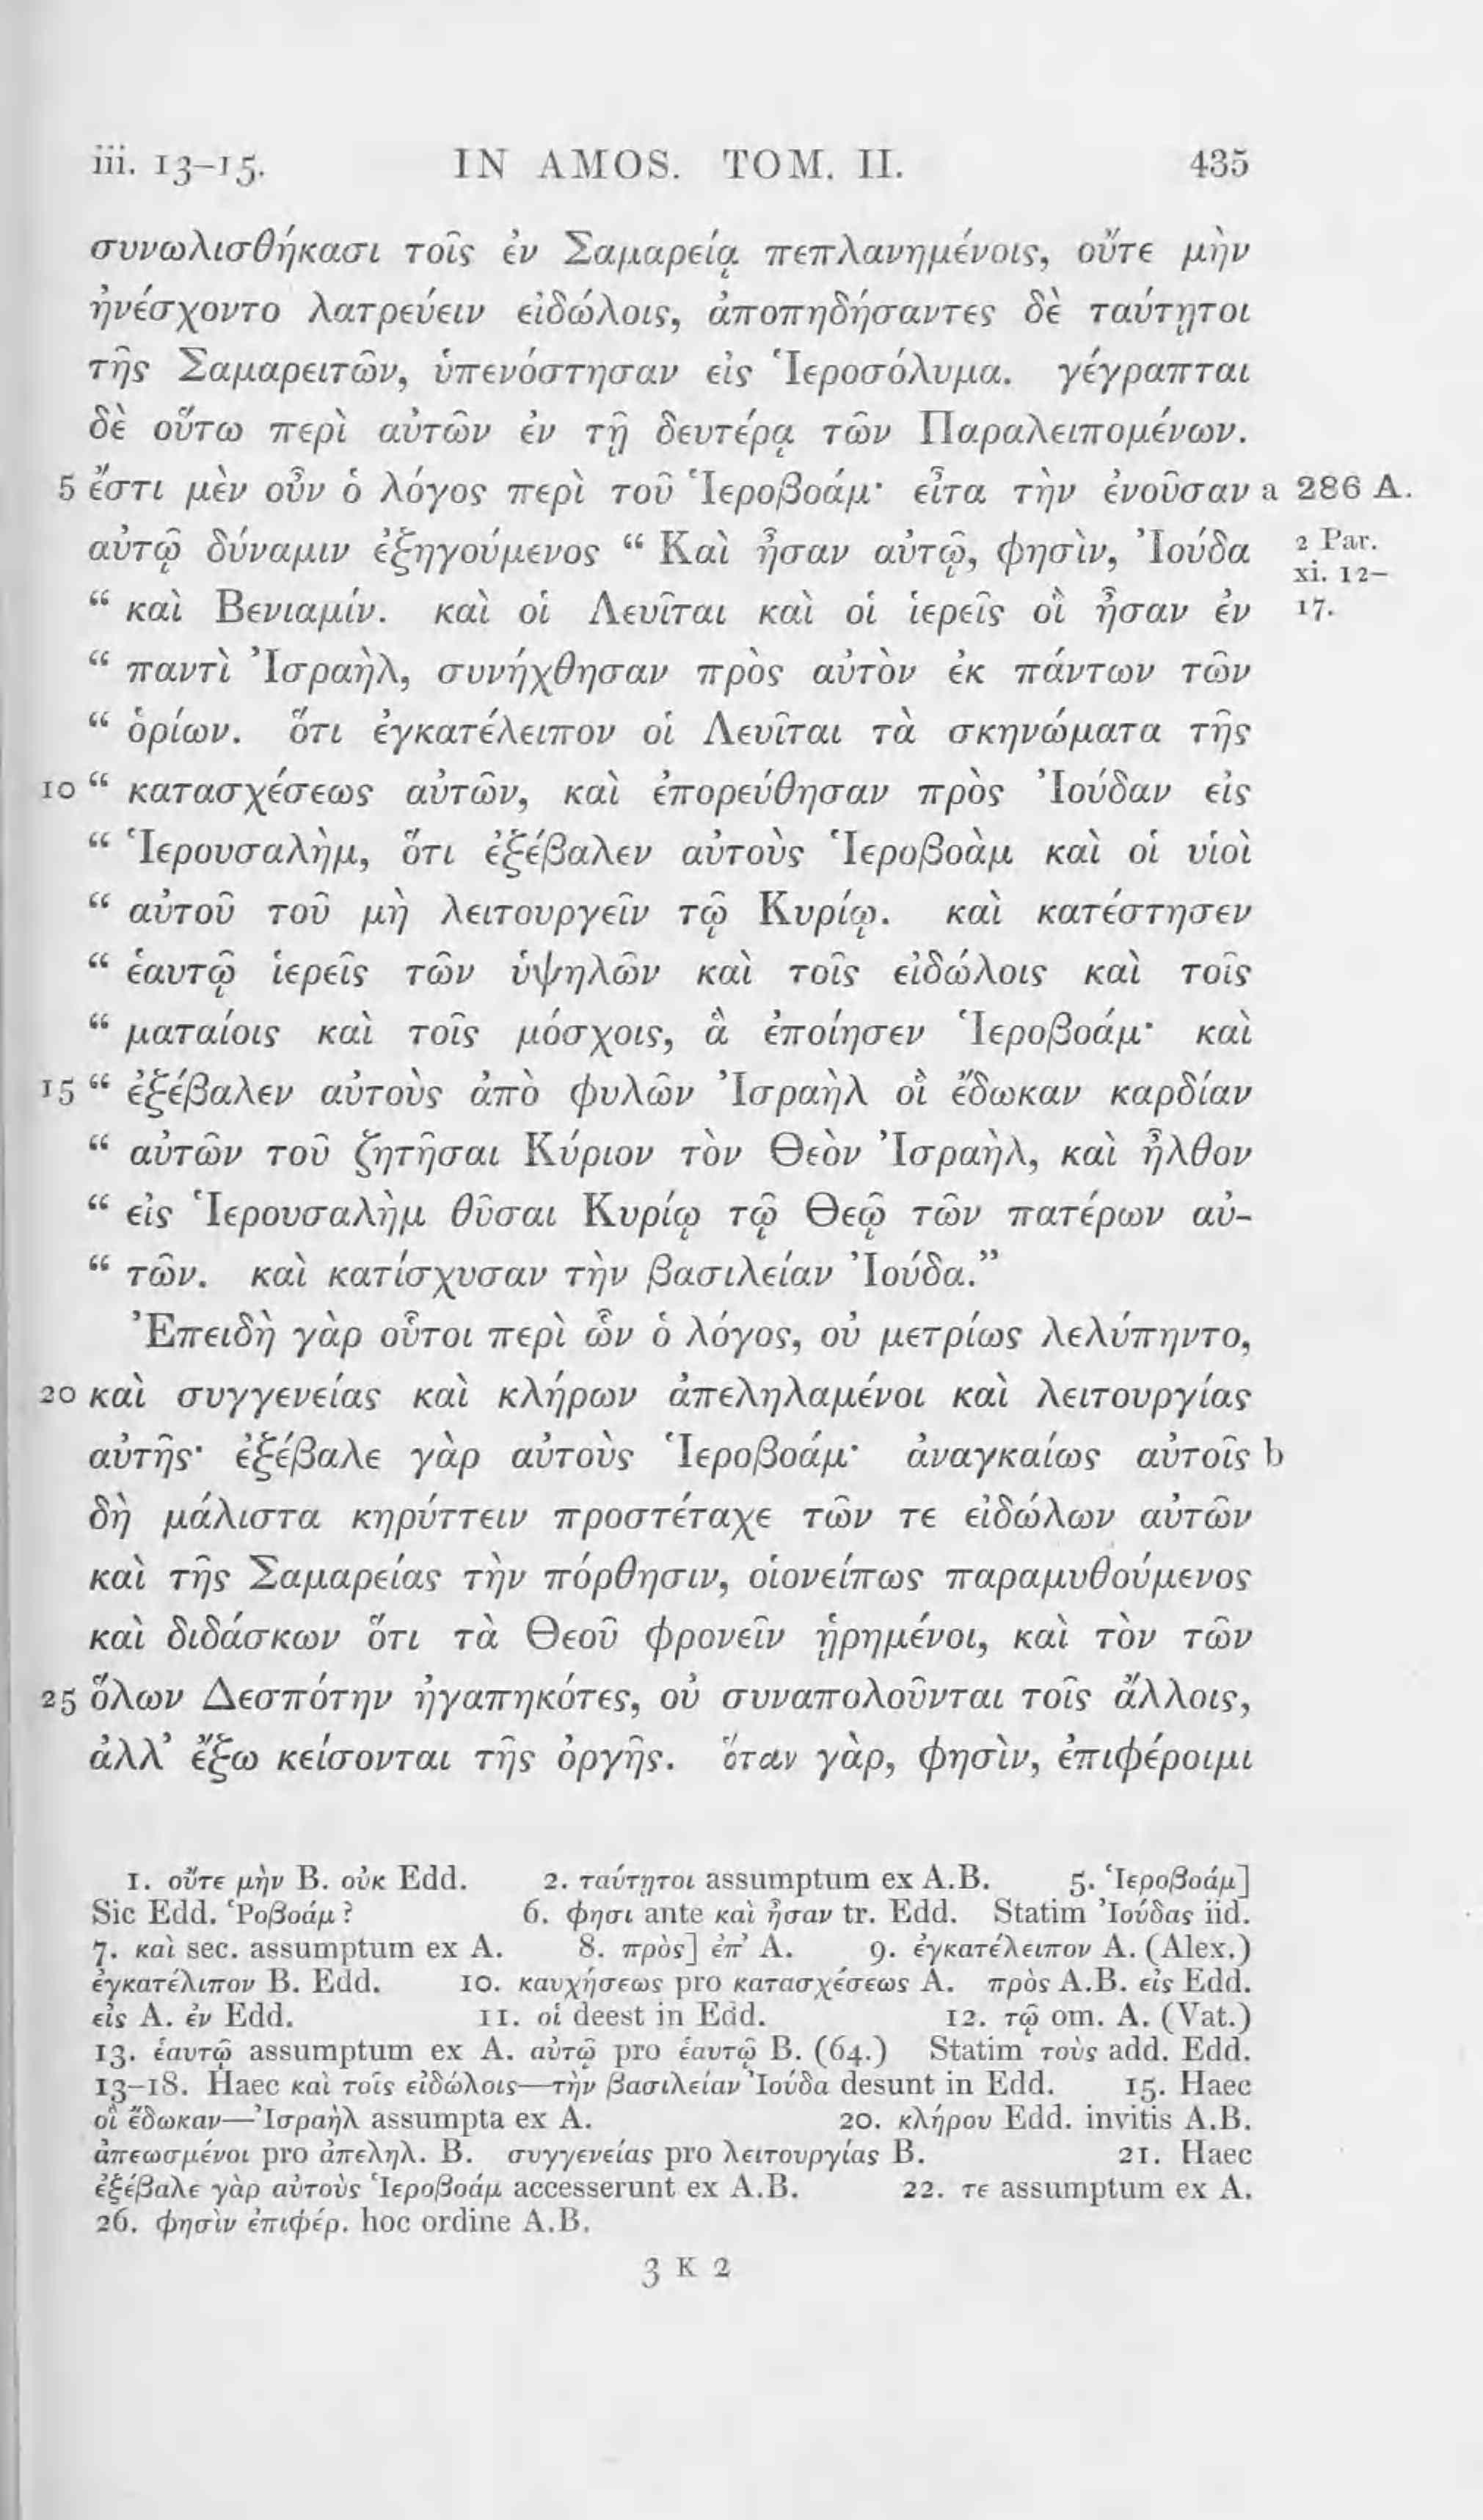 iii. 13–15. IN AMOS. TOM. II. 435
συνωλισθήκασι τοῖς ἐν Σαμαρείᾳ πεπλανημένοις, οὔτε μὴν
ἠνέσχοντο λατρεύειν εἰδώλοις, ἀποπηδήσαντες δὲ ταύτῃτοι
τῆς Σαμαρειτῶν, ὑπενόστησαν εἰς Ἱεροσόλυμα. γέγραπται
δὲ οὕτω περὶ αὐτῶν ἐν τῇ δευτέρᾳ τῶν Παραλειπομένων.
5 ἔστι μὲν οὖν ὁ λόγος περὶ τοῦ Ἱεροβοάμ· εἶτα τὴν ἐνοῦσαν a 286 A.
αὐτῷ δύναμιν ἐξηγούμενος “ Καὶ ἦσαν αὐτῷ, φησὶν, Ἰούδα 2 Par.
xi. 12–
“ καὶ Βενιαμίν. καὶ οἱ Λευῖται καὶ οἱ ἱερεῖς οἳ ἦσαν ἐν 17.
“ παντὶ Ἰσραὴλ, συνήχθησαν πρὸς αὐτὸν ἐκ πάντων τῶν
“ ὁρίων. ὅτι ἐγκατέλειπον οἱ Λευῖται τὰ σκηνώματα τῆς
10 “ κατασχέσεως αὐτῶν, καὶ ἐπορεύθησαν πρὸς Ἰούδαν εἰς
“ Ἱερουσαλὴμ, ὅτι ἐξέβαλεν αὐτοὺς Ἱεροβοὰμ καὶ οἱ υἱοὶ
“ αὐτοῦ τοῦ μὴ λειτουργεῖν τῷ Κυρίῳ. καὶ κατέστησεν
“ ἑαυτῷ ἱερεῖς τῶν ὑψηλῶν καὶ τοῖς εἰδώλοις καὶ τοῖς
“ ματαίοις καὶ τοῖς μόσχοις, ἃ ἐποίησεν Ἱεροβοάμ· καὶ
15 “ ἐξέβαλεν αὐτοὺς ἀπὸ φυλῶν Ἰσραὴλ οἳ ἔδωκαν καρδίαν
“ αὐτῶν τοῦ ζητῆσαι Κύριον τὸν Θεὸν Ἰσραὴλ, καὶ ἦλθον
“ εἰς Ἱερουσαλὴμ θῦσαι Κυρίῳ τῷ Θεῷ τῶν πατέρων αὐ-
“ τῶν. καὶ κατίσχυσαν τὴν βασιλείαν Ἰούδα.”
Ἐπειδὴ γὰρ οὗτοι περὶ ὧν ὁ λόγος, οὐ μετρίως λελύπηντο,
20 καὶ συγγενείας καὶ κλήρων ἀπεληλαμένοι καὶ λειτουργίας
αὐτῆς· ἐξέβαλε γὰρ αὐτοὺς Ἱεροβοάμ· ἀναγκαίως αὐτοῖς b
δὴ μάλιστα κηρύττειν προστέταχε τῶν τε εἰδώλων αὐτῶν
καὶ τῆς Σαμαρείας τὴν πόρθησιν, οἱονείπως παραμυθούμενος
καὶ διδάσκων ὅτι τὰ Θεοῦ φρονεῖν ᾑρημένοι, καὶ τὸν τῶν
25 ὅλων Δεσπότην ἠγαπηκότες, οὐ συναπολοῦνται τοῖς ἄλλοις,
ἀλλ’ ἔξω κείσονται τῆς ὀργῆς. ὅταν γὰρ, φησὶν, ἐπιφέροιμι
1. οὔτε μὴν B. οὐκ Edd. 2. ταύτῃτοι assumptum ex A.B. 5. Ἱεροβοάμ]
Sic Edd. Ῥοβοάμ ? 6. φησι ante καὶ ἦσαν tr. Edd. Statim Ἰούδας iid.
7. καὶ sec. assumptum ex A. 8. πρὸς] ἐπ’ A. 9. ἐγκατέλειπον A. (Alex.)
ἐγκατέλιπον B. Edd. 10. καυχήσεως pro κατασχέσεως A. πρὸς A.B. εἰς Edd.
εἰς A. ἐν Edd. 11. οἱ deest in Edd. 12. τῷ om. A. (Vat.)
13. ἑαυτῷ assumptum ex A. αὐτῷ pro ἑαυτῷ B. (64.) Statim τοὺς add. Edd.
13–18. Haec καὶ τοῖς εἰδώλοις—τὴν βασιλείαν Ἰούδα desunt in Edd. 15. Haec
οἳ ἔδωκαν—Ἰσραὴλ assumpta ex A. 20. κλήρου Edd. invitis A.B.
ἀπεωσμένοι pro ἀπεληλ. B. συγγενείας pro λειτουργίας B. 21. Haec
ἐξέβαλε γὰρ αὐτοὺς Ἱεροβοάμ accesserunt ex A.B. 22. τε assumptum ex A.
26. φησὶν ἐπιφέρ. hoc ordine A.B.
3 K 2